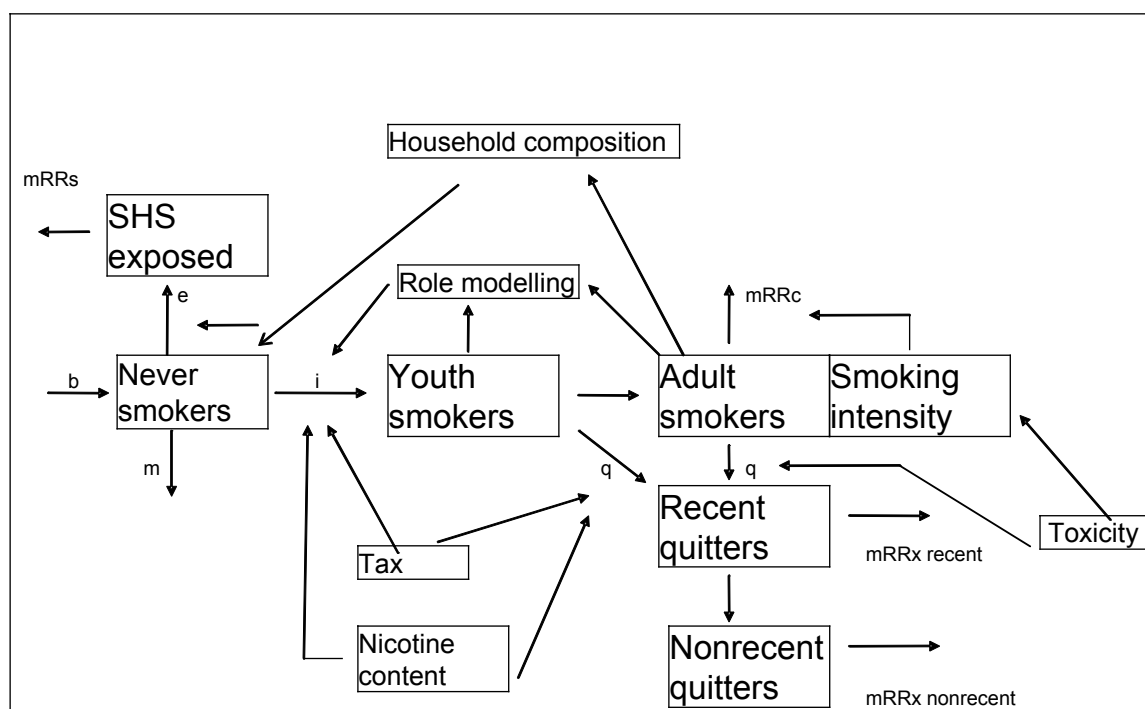 Household composition
mRRs
SHS
exposed
Role modelling
e
mRRc
b
Never
smokers
i
Youth
smokers
Adult
smokers
Smoking
intensity
m
q
q
Recent
quitters
Toxicity
Tax
mRRx recent
Nicotine
content
Nonrecent
quitters
mRRx nonrecent